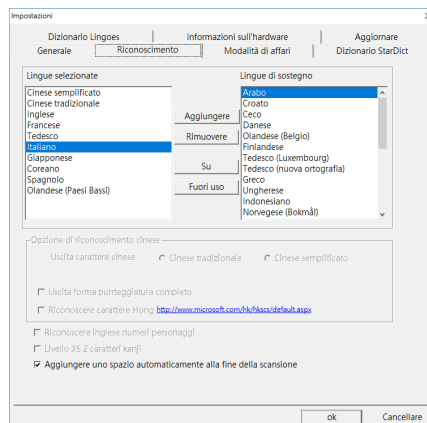 Impostazioni
Dizionario Lingoes
Informazioni sull'hardware
Aggiornare
Generale
Riconoscimento
Modalità di affari
Dizionario StarDict
Lingue selezionate
Lingue di sostegno
Cinese semplificato
Cinese tradizionale
Inglese
Francese
Tedesco
Italiano
Giapponese
Coreano
Spagnolo
Olandese (Paesi Bassi)
Aggiungere
Rimuovere
Su
Fuori uso
Arabo
Croato
Ceco
Danese
Olandese (Belgio)
Finlandese
Tedesco (Luxembourg)
Tedesco (nuova ortografia)
Greco
Ungherese
Indonesiano
Norvegese (Bokmål)
Opzione di riconoscimento cinese
Uscita carattere cinese
Cinese tradizionale
Cinese semplificato
Uscita forma punteggiatura completo
Riconoscere carattere Hong http://www.microsoft.com/hk/hkscs/default.aspx
Riconoscere inglese numeri personaggi
Livello JIS 2 caratteri kanji
Aggiungere uno spazio automaticamente alla fine della scansione
ok
Cancellare